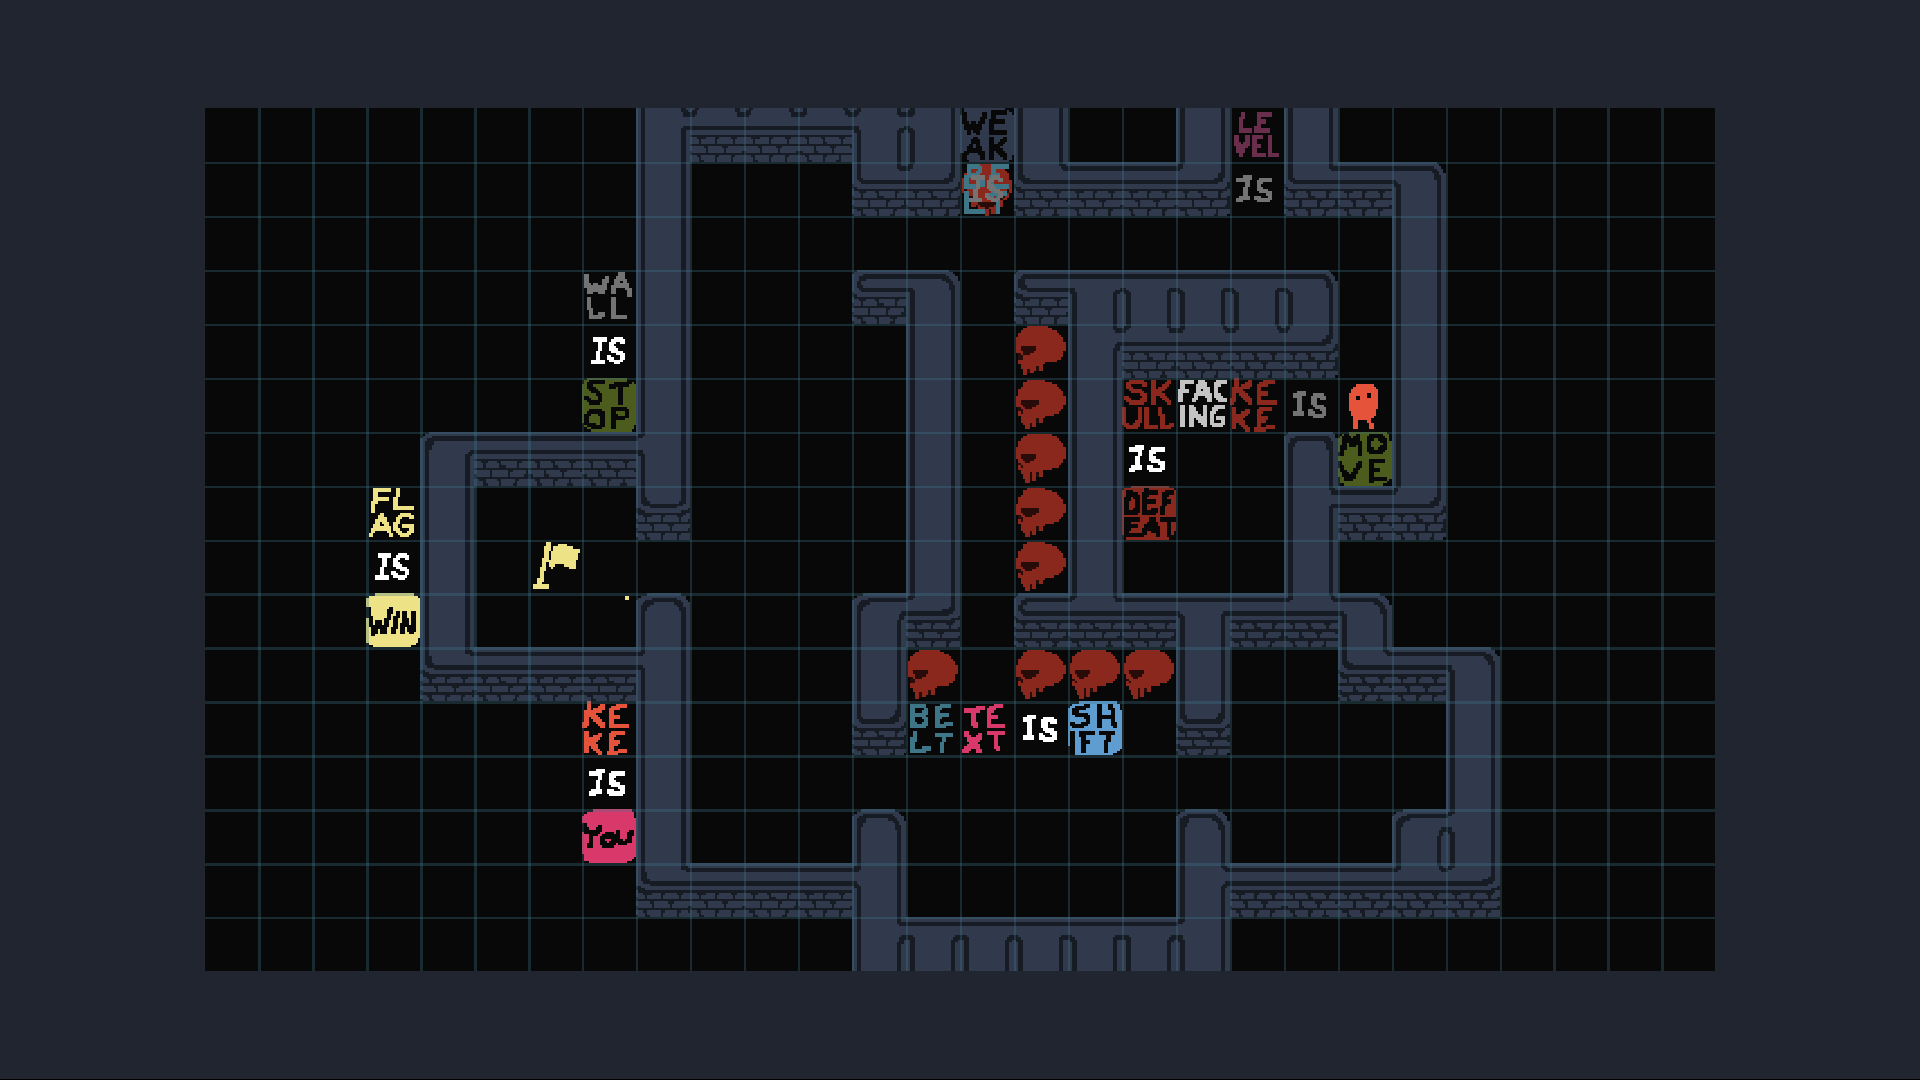 WEAK
LEVEL
BELT
IS
WALL
IS
STOP
SKULL FACING KEKE IS
MOVE
IS
FLAG
DEFEAT
IS
WIN
KEKE
BELT TEXT IS SHIFT
IS
YOU